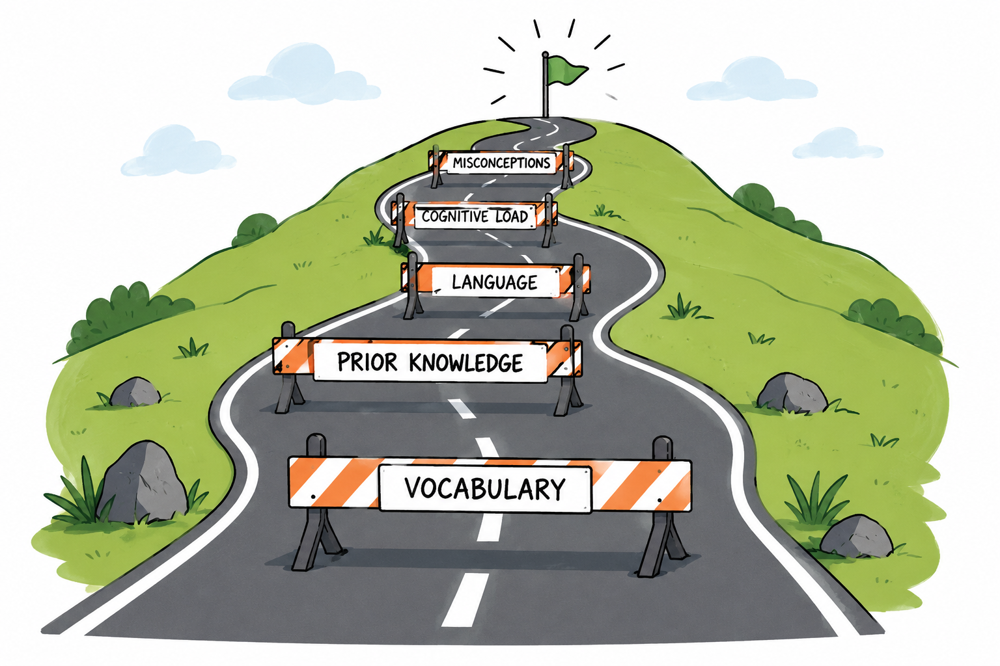 MISCONCEPTIONS
COGNITIVE LOAD
LANGUAGE
PRIOR KNOWLEDGE
VOCABULARY